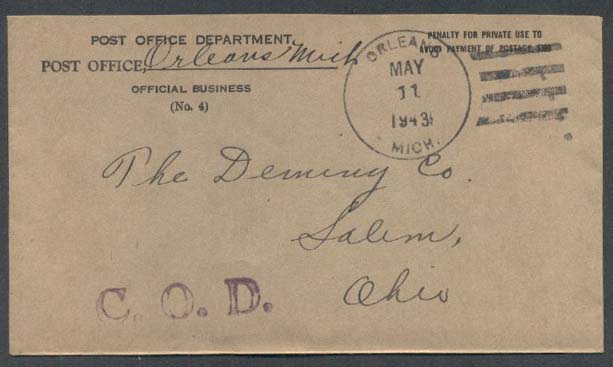 POST OFFICE DEPARTMENT
POST OFFICE, Orleans Mich
OFFICIAL BUSINESS
(No. 4)
ORLEANS
MAY
11
1943
MICH.
PENALTY FOR PRIVATE USE TO
AVOID PAYMENT OF POSTAGE, $300
The Deming Co.
Salem,
Ohio
C. O. D.